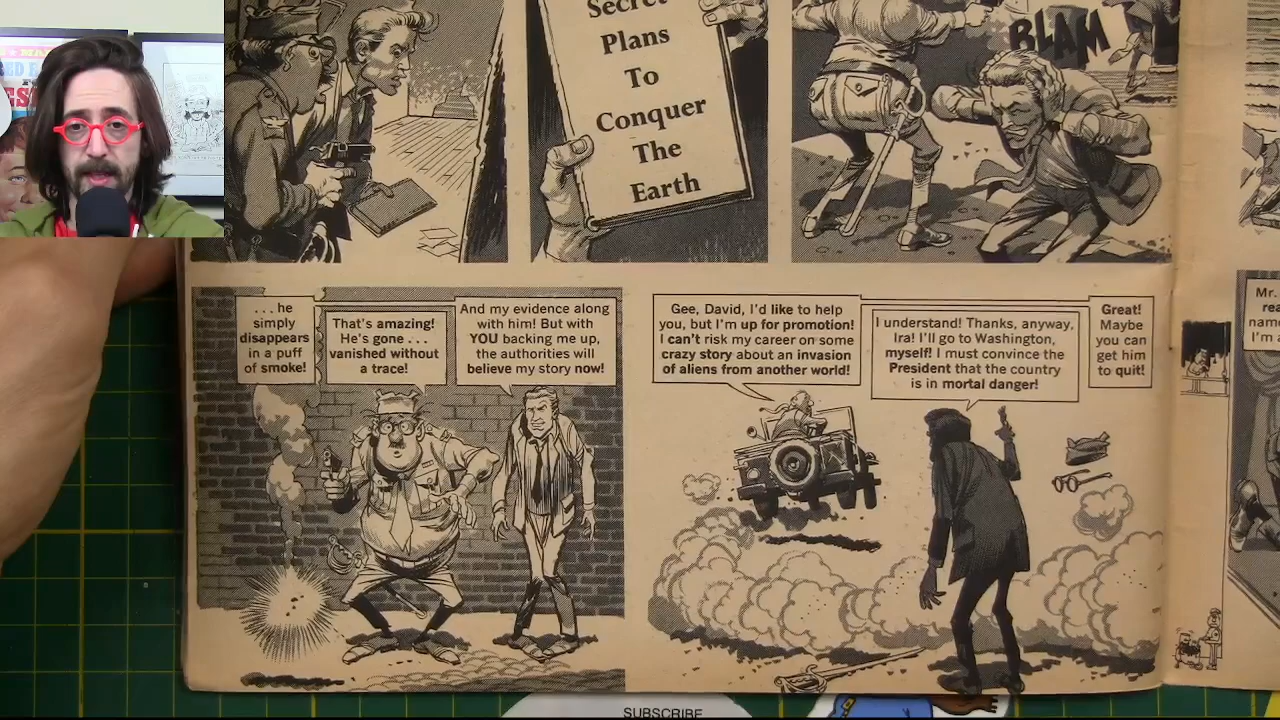 Secret
Plans
To
Conquer
The
Earth
BLAM
. . . he
simply
disappears
in a puff
of smoke!
That's amazing!
He's gone . . .
vanished without
a trace!
And my evidence along
with him! But with
YOU backing me up,
the authorities will
believe my story now!
Gee, David, I'd like to help
you, but I'm up for promotion!
I can't risk my career on some
crazy story about an invasion
of aliens from another world!
I understand! Thanks, anyway,
Ira! I'll go to Washington,
myself! I must convince the
President that the country
is in mortal danger!
Great!
Maybe
you can
get him
to quit!
Mr.
I'm a
SUBSCRIBE